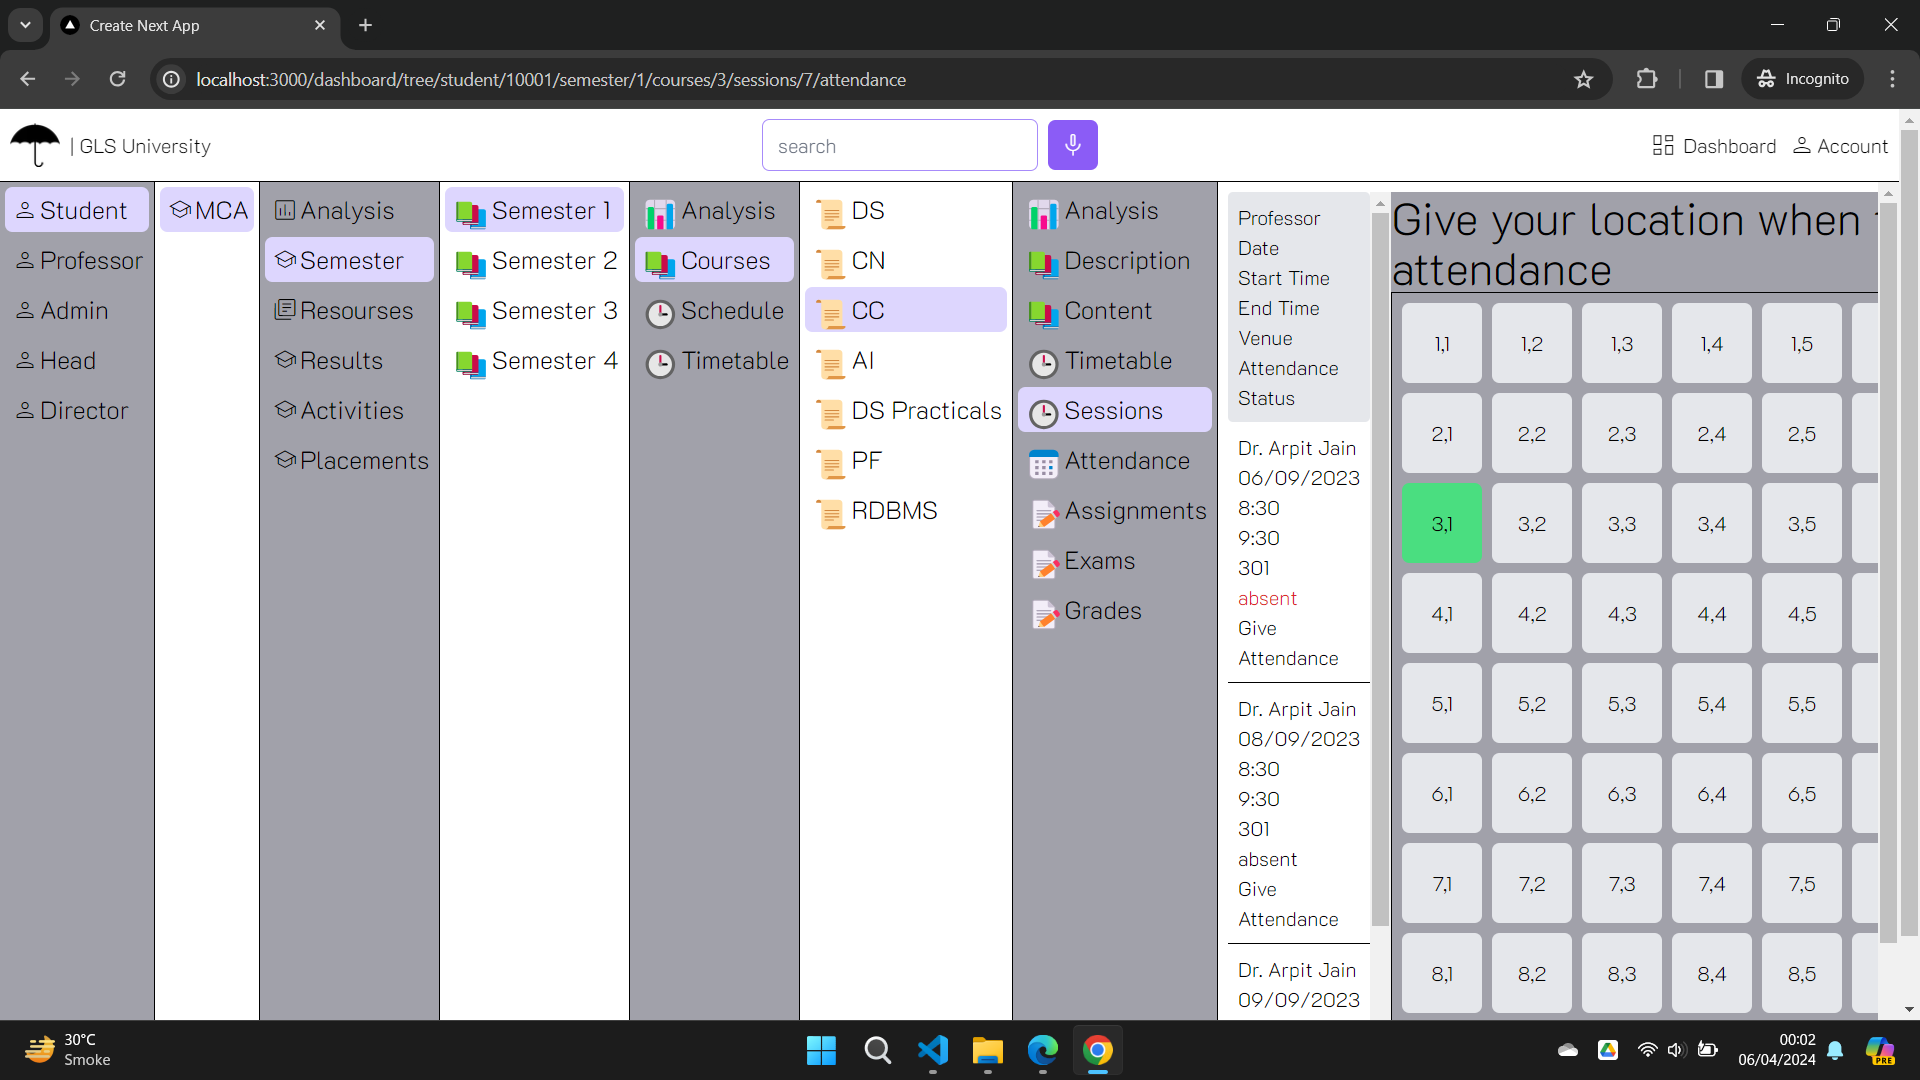 Create Next App
localhost:3000/dashboard/tree/student/10001/semester/1/courses/3/sessions/7/attendance
Incognito
| GLS University
search
Dashboard
Account
Student
Professor
Admin
Head
Director
MCA
Analysis
Semester
Resourses
Results
Activities
Placements
Semester 1
Semester 2
Semester 3
Semester 4
Analysis
Courses
Schedule
Timetable
DS
CN
CC
AI
DS Practicals
PF
RDBMS
Analysis
Description
Content
Timetable
Sessions
Attendance
Assignments
Exams
Grades
Professor
Date
Start Time
End Time
Venue
Attendance
Status
Dr. Arpit Jain
06/09/2023
8:30
9:30
301
absent
Give
Attendance
Dr. Arpit Jain
08/09/2023
8:30
9:30
301
absent
Give
Attendance
Dr. Arpit Jain
09/09/2023
Give your location when
attendance
1,1 1,2 1,3 1,4 1,5
2,1 2,2 2,3 2,4 2,5
3,1 3,2 3,3 3,4 3,5
4,1 4,2 4,3 4,4 4,5
5,1 5,2 5,3 5,4 5,5
6,1 6,2 6,3 6,4 6,5
7,1 7,2 7,3 7,4 7,5
8,1 8,2 8,3 8,4 8,5
30°C
Smoke
00:02
06/04/2024
PRE